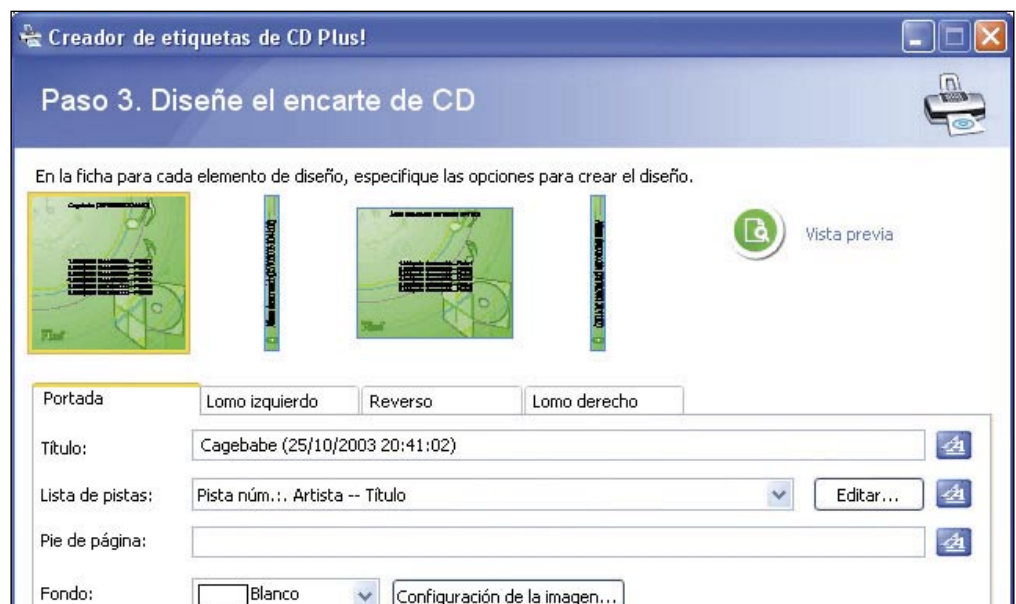 Creador de etiquetas de CD Plus!
Paso 3. Diseñe el encarte de CD
En la ficha para cada elemento de diseño, especifique las opciones para crear el diseño.
Vista previa
Portada Lomo izquierdo Reverso Lomo derecho
Título: Cagebabe (25/10/2003 20:41:02)
Lista de pistas: Pista núm.:. Artista -- Título Editar...
Pie de página:
Fondo: Blanco Configuración de la imagen...